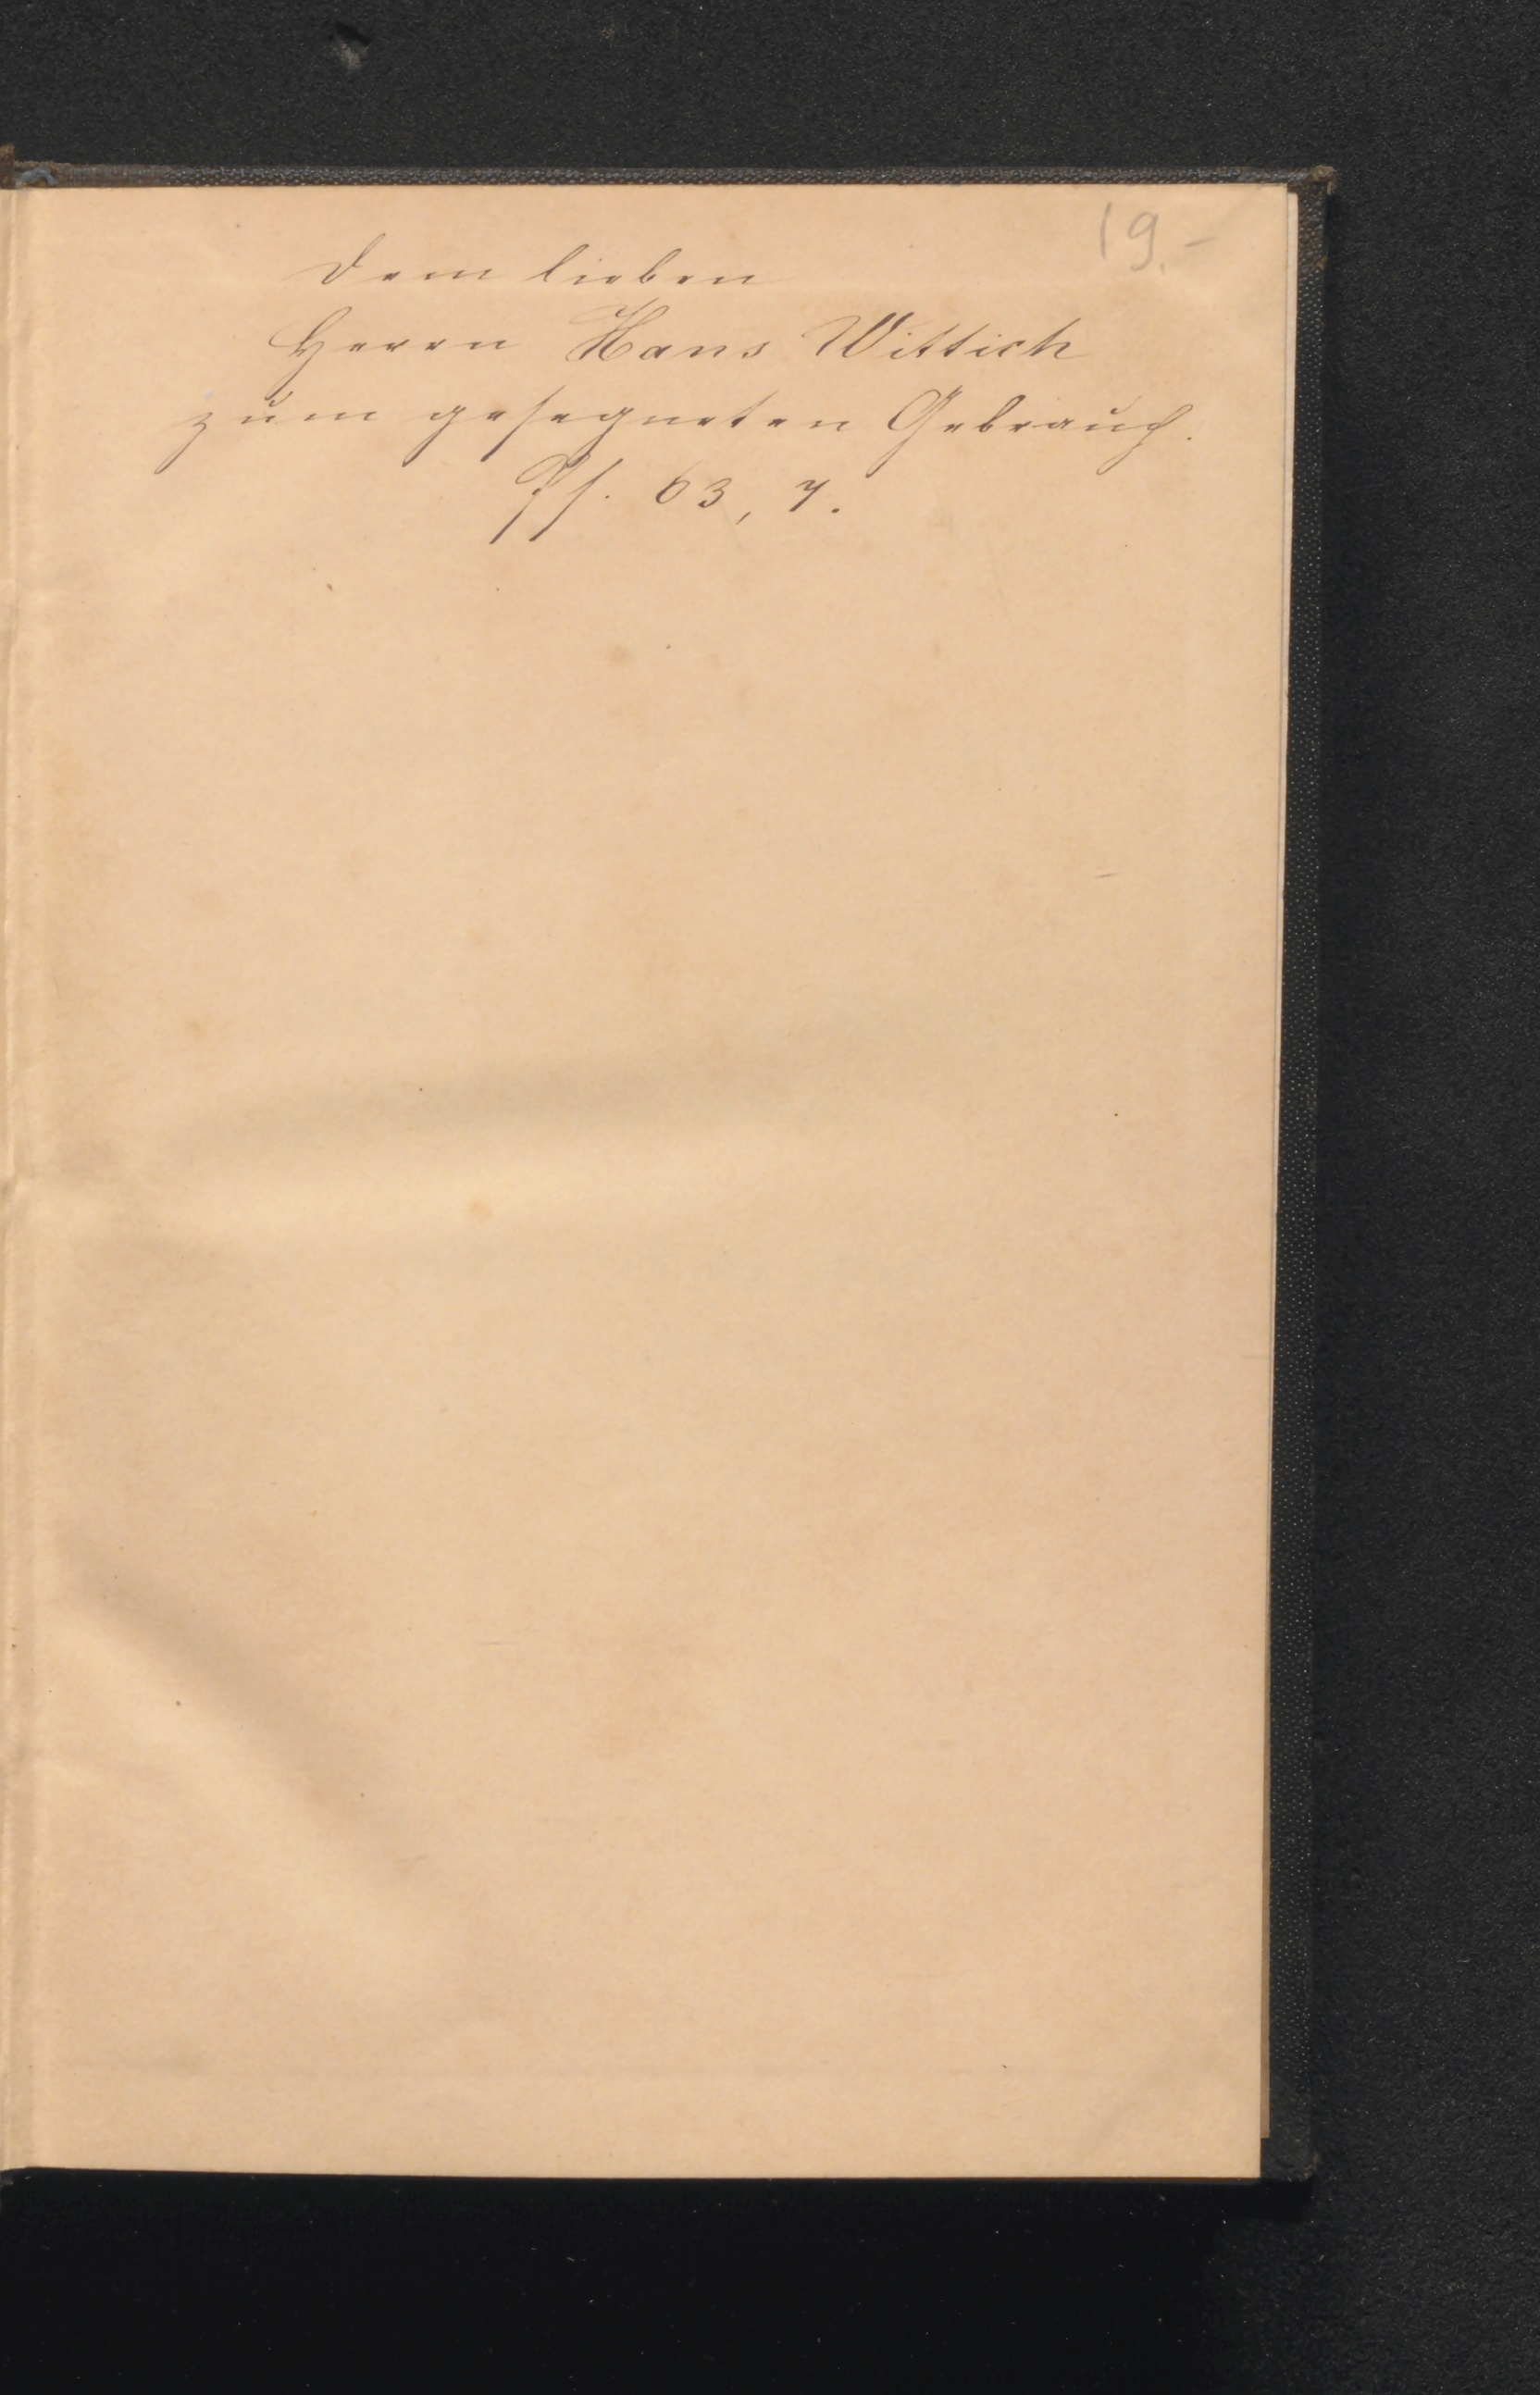 19.-
Dem lieben
Herrn Hans Wittich
zum gesegneten Gebrauch.
Ps. 63, 7.